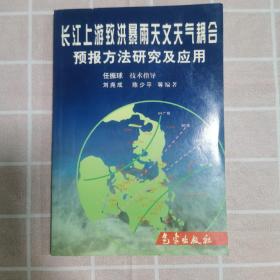 长江上游致洪暴雨天文天气耦合
预报方法研究及应用
任振球 技术指导
刘尧成 陈少平 等编著
气象出版社